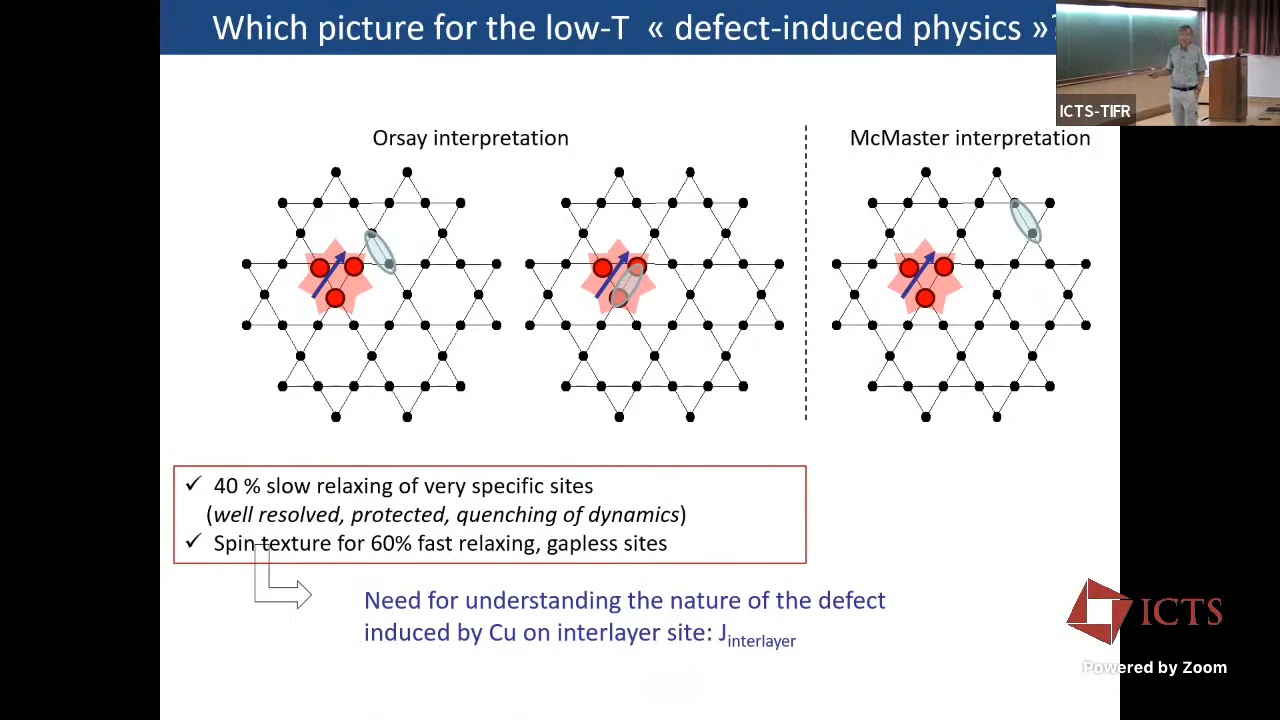 Which picture for the low-T « defect-induced physics »?
ICTS-TIFR
Orsay interpretation
McMaster interpretation
✓ 40 % slow relaxing of very specific sites
(well resolved, protected, quenching of dynamics)
✓ Spin texture for 60% fast relaxing, gapless sites
Need for understanding the nature of the defect
induced by Cu on interlayer site: Jinterlayer
ICTS
Powered by Zoom